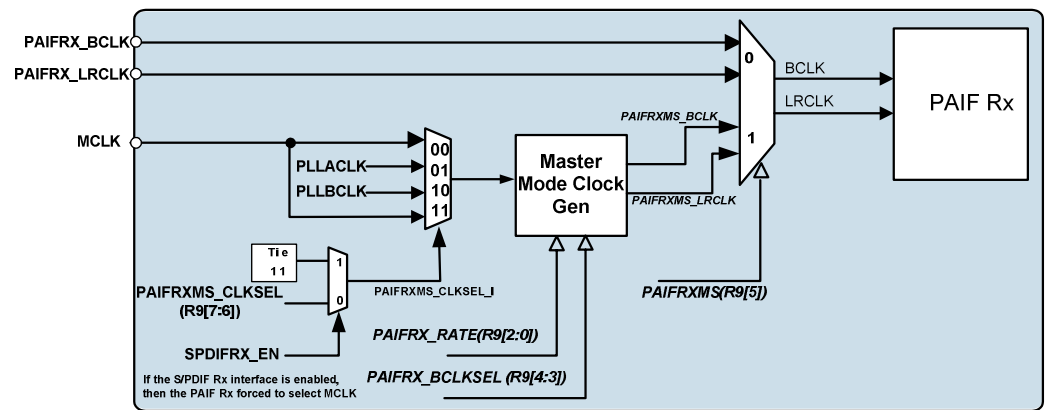 PAIFRX_BCLK
PAIFRX_LRCLK
MCLK
0
1
BCLK
LRCLK
PAIF Rx
PAIFRXMS_BCLK
PAIFRXMS_LRCLK
PLLACLK
PLLBCLK
00
01
10
11
Master
Mode Clock
Gen
Tie
11
1
0
PAIFRXMS_CLKSEL
(R9[7:6])
PAIFRXMS_CLKSEL_I
PAIFRXMS(R9[5])
SPDIFRX_EN
PAIFRX_RATE(R9[2:0])
PAIFRX_BCLKSEL (R9[4:3])
If the S/PDIF Rx interface is enabled,
then the PAIF Rx forced to select MCLK